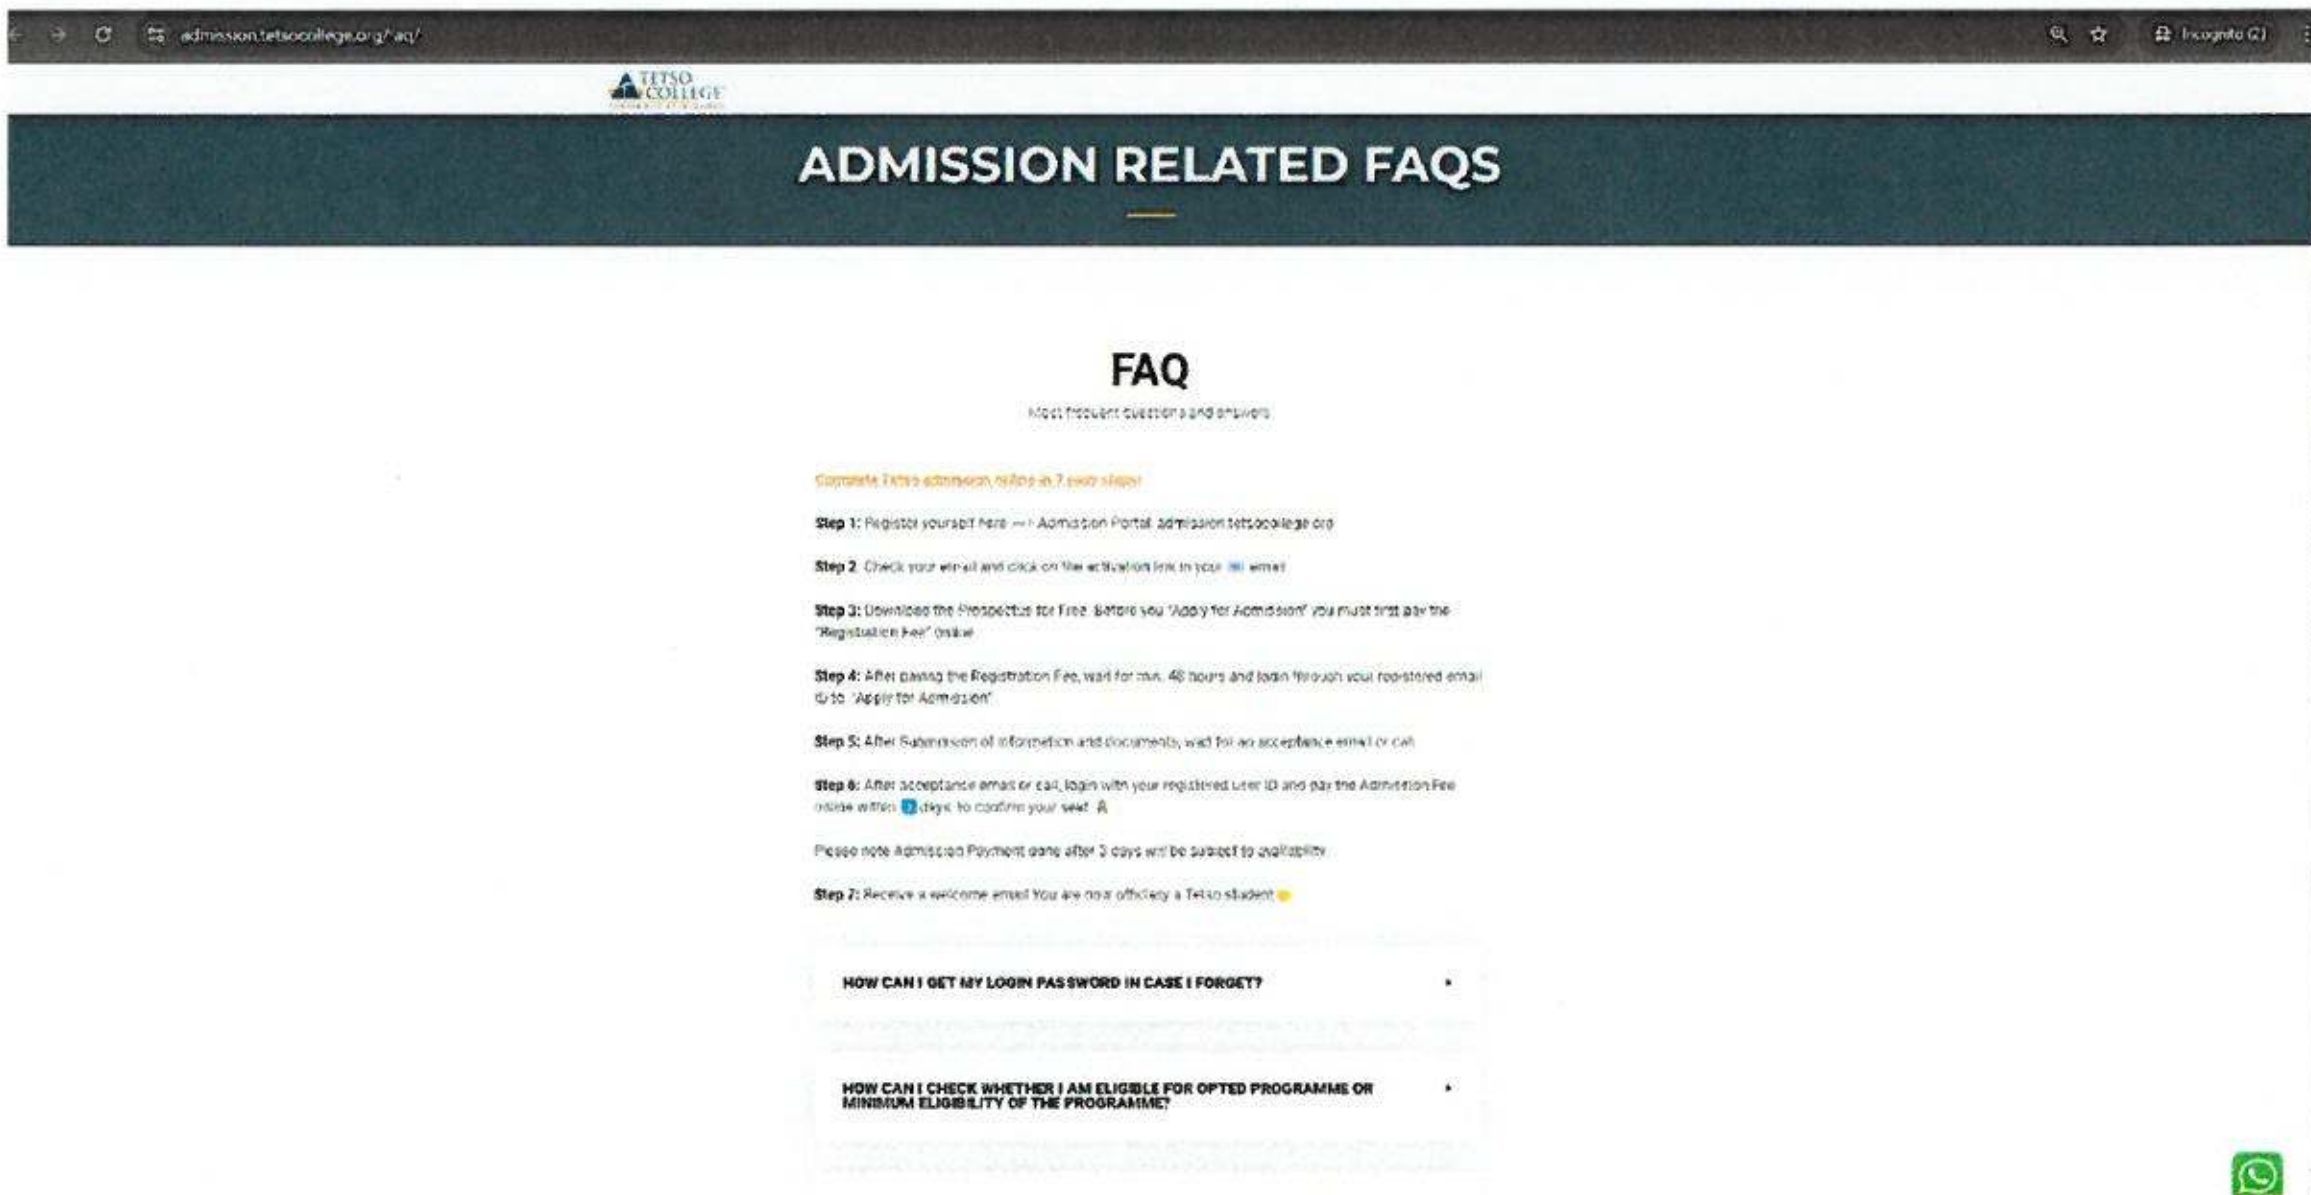 admission.tetsocollege.org/faq/
Incognito (2)
TETSO
COLLEGE
ADMISSION RELATED FAQS
FAQ
Most frequent questions and answers
Complete Tetso admission online in 7 easy steps!
Step 1: Register yourself here Admission Portal: admission.tetsocollege.org
Step 2: Check your email and click on the activation link in your 📧 email
Step 3: Download the Prospectus for Free. Before you "Apply for Admission" you must first pay the
"Registration Fee" online
Step 4: After paying the Registration Fee, wait for min. 48 hours and login through your registered email
ID to "Apply for Admission"
Step 5: After Submission of information and documents, wait for an acceptance email or call
Step 6: After acceptance email or call, login with your registered user ID and pay the Admission Fee
online within days to confirm your seat
Please note Admission Payment done after 3 days will be subject to availability
Step 7: Receive a welcome email You are now officially a Tetso student
HOW CAN I GET MY LOGIN PASSWORD IN CASE I FORGET?
HOW CAN I CHECK WHETHER I AM ELIGIBLE FOR OPTED PROGRAMME OR
MINIMUM ELIGIBILITY OF THE PROGRAMME?